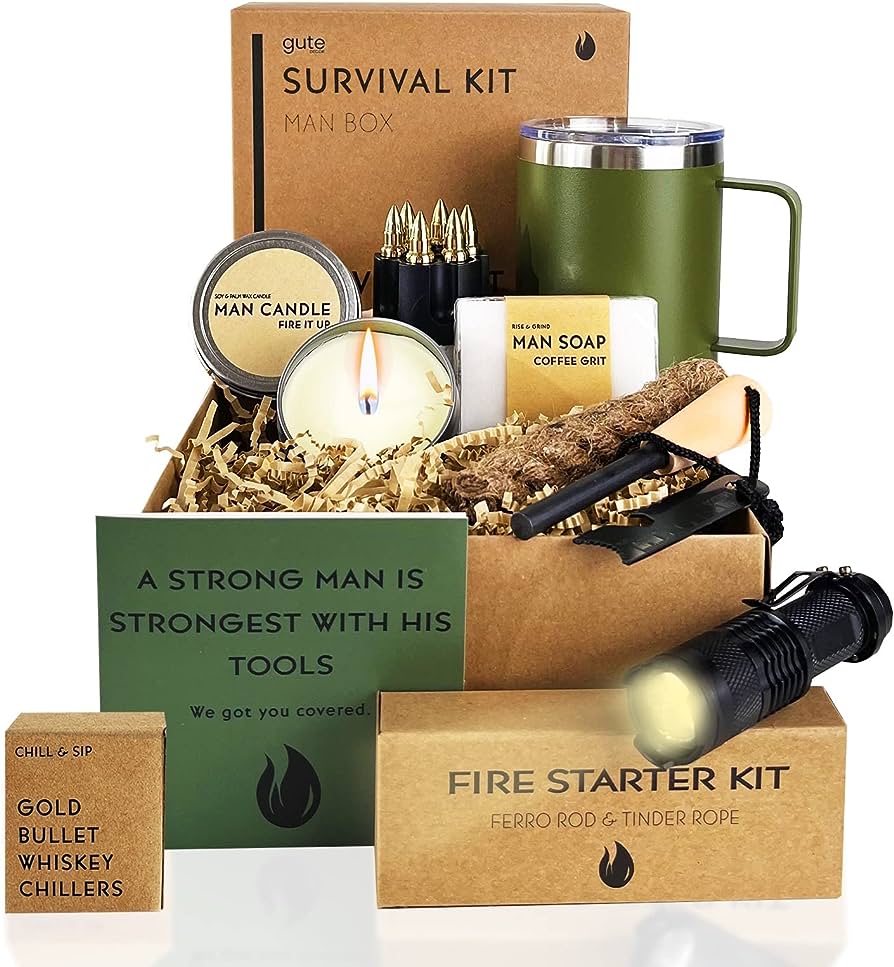 gute
DECOR
SURVIVAL KIT
MAN BOX
SOY & PALM WAX CANDLE
MAN CANDLE
FIRE IT UP
RISE & GRIND
MAN SOAP
COFFEE GRIT
A STRONG MAN IS
STRONGEST WITH HIS
TOOLS
We got you covered.
CHILL & SIP
GOLD
BULLET
WHISKEY
CHILLERS
FIRE STARTER KIT
FERRO ROD & TINDER ROPE